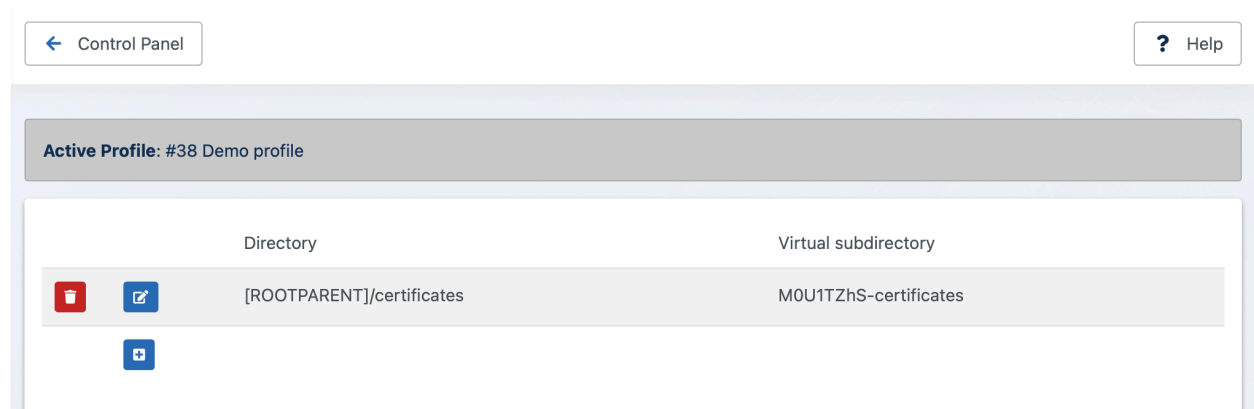 Control Panel
? Help
Active Profile: #38 Demo profile
Directory Virtual subdirectory
[ROOTPARENT]/certificates M0U1TZhS-certificates